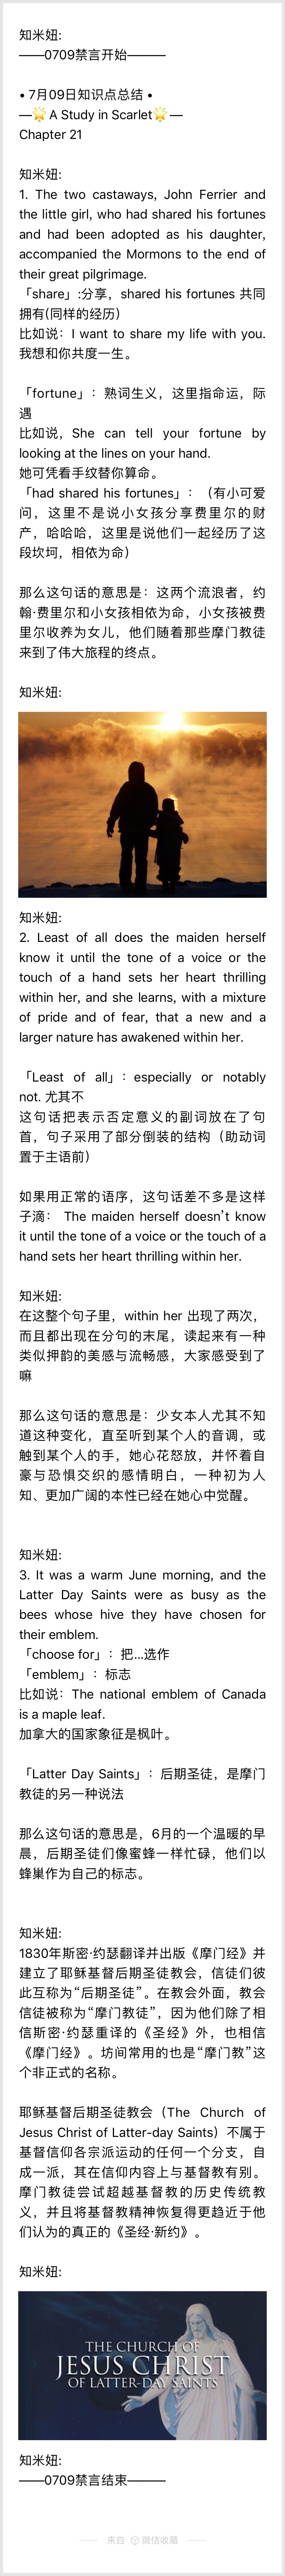 知米妞:
——0709禁言开始———
• 7月09日知识点总结 •
—🌟A Study in Scarlet🌟—
Chapter 21
知米妞:
1. The two castaways, John Ferrier and
the little girl, who had shared his fortunes
and had been adopted as his daughter,
accompanied the Mormons to the end of
their great pilgrimage.
「share」:分享，shared his fortunes 共同
拥有(同样的经历)
比如说：I want to share my life with you.
我想和你共度一生。
「fortune」：熟词生义，这里指命运，际
遇
比如说，She can tell your fortune by
looking at the lines on your hand.
她可凭看手纹替你算命。
「had shared his fortunes」：（有小可爱
问，这里不是说小女孩分享费里尔的财
产，哈哈哈，这里是说他们一起经历了这
段坎坷，相依为命）
那么这句话的意思是：这两个流浪者，约
翰·费里尔和小女孩相依为命，小女孩被费
里尔收养为女儿，他们随着那些摩门教徒
来到了伟大旅程的终点。
知米妞:
知米妞:
2. Least of all does the maiden herself
know it until the tone of a voice or the
touch of a hand sets her heart thrilling
within her, and she learns, with a mixture
of pride and of fear, that a new and a
larger nature has awakened within her.
「Least of all」：especially or notably
not. 尤其不
这句话把表示否定意义的副词放在了句
首，句子采用了部分倒装的结构（助动词
置于主语前）
如果用正常的语序，这句话差不多是这样
子滴： The maiden herself doesn’t know
it until the tone of a voice or the touch of a
hand sets her heart thrilling within her.
知米妞:
在这整个句子里，within her 出现了两次，
而且都出现在分句的末尾，读起来有一种
类似押韵的美感与流畅感，大家感受到了
嘛
那么这句话的意思是：少女本人尤其不知
道这种变化，直至听到某个人的音调，或
触到某个人的手，她心花怒放，并怀着自
豪与恐惧交织的感情明白，一种初为人
知、更加广阔的本性已经在她心中觉醒。
知米妞:
3. It was a warm June morning, and the
Latter Day Saints were as busy as the
bees whose hive they have chosen for
their emblem.
「choose for」：把...选作
「emblem」：标志
比如说：The national emblem of Canada
is a maple leaf.
加拿大的国家象征是枫叶。
「Latter Day Saints」：后期圣徒，是摩门
教徒的另一种说法
那么这句话的意思是，6月的一个温暖的早
晨，后期圣徒们像蜜蜂一样忙碌，他们以
蜂巢作为自己的标志。
知米妞:
1830年斯密·约瑟翻译并出版《摩门经》并
建立了耶稣基督后期圣徒教会，信徒们彼
此互称为“后期圣徒”。在教会外面，教会
信徒被称为“摩门教徒”，因为他们除了相
信斯密·约瑟重译的《圣经》外，也相信
《摩门经》。坊间常用的也是“摩门教”这
个非正式的名称。
耶稣基督后期圣徒教会（The Church of
Jesus Christ of Latter-day Saints）不属于
基督信仰各宗派运动的任何一个分支，自
成一派，其在信仰内容上与基督教有别。
摩门教徒尝试超越基督教的历史传统教
义，并且将基督教精神恢复得更趋近于他
们认为的真正的《圣经·新约》。
知米妞:
THE CHURCH OF
JESUS CHRIST
OF LATTER-DAY SAINTS
知米妞:
——0709禁言结束———
来自 微信收藏